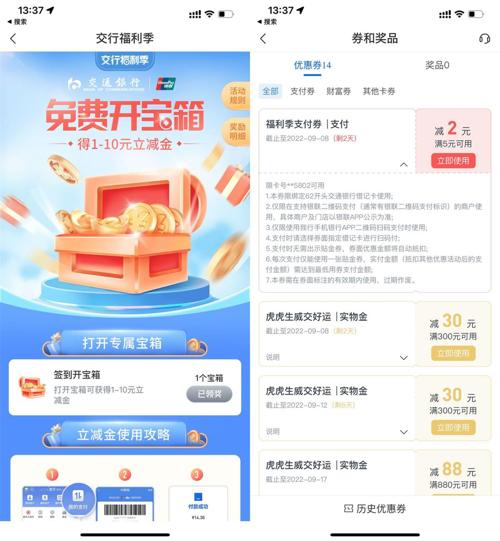 13:37
搜索
交行福利季
交行福利季
交通银行
BANK OF COMMUNICATIONS
UnionPay
银联
免费开宝箱
得1-10元立减金
活动
规则
奖励
明细
打开专属宝箱
签到开宝箱
打开宝箱可获得1~10元立
减金
1个宝箱
已领奖
立减金使用攻略
1
2
3
我的支付
付款成功
¥14.36
13:37
搜索
券和奖品
优惠券14
奖品0
全部
支付券
财富券
其他卡券
福利季支付券 | 支付
截止2022-09-08 (剩2天)
减 2 元
满5元可用
立即使用
限卡号**5802可用
1.本券限绑定62开头交通银行借记卡使用;
2.仅限在支持银联二维码支付（通常有银联二维码支付标识）的商户使
用，具体商户及门店以银联APP公示为准;
3.仅限使用我行手机银行APP二维码扫码支付时使用;
4.支付时请选择券面指定借记卡进行扫码付;
5.支付时无需出示贴金券，券面优惠金额将自动抵扣;
6.每次支付仅能使用一张贴金券，实付金额（抵扣其他优惠活动后的支
付金额）需达到最低用券支付金额;
7.本券需在券面标注的有效期内使用，过期作废。
虎虎生威交好运 | 实物金
截止至2022-09-08 (剩2天)
说明
减 30 元
满300元可用
立即使用
虎虎生威交好运 | 实物金
截止至2022-09-12 (剩6天)
说明
减 30 元
满300元可用
立即使用
虎虎生威交好运 | 实物金
截止至2022-09-17
减 88 元
满880元可用
历史优惠券